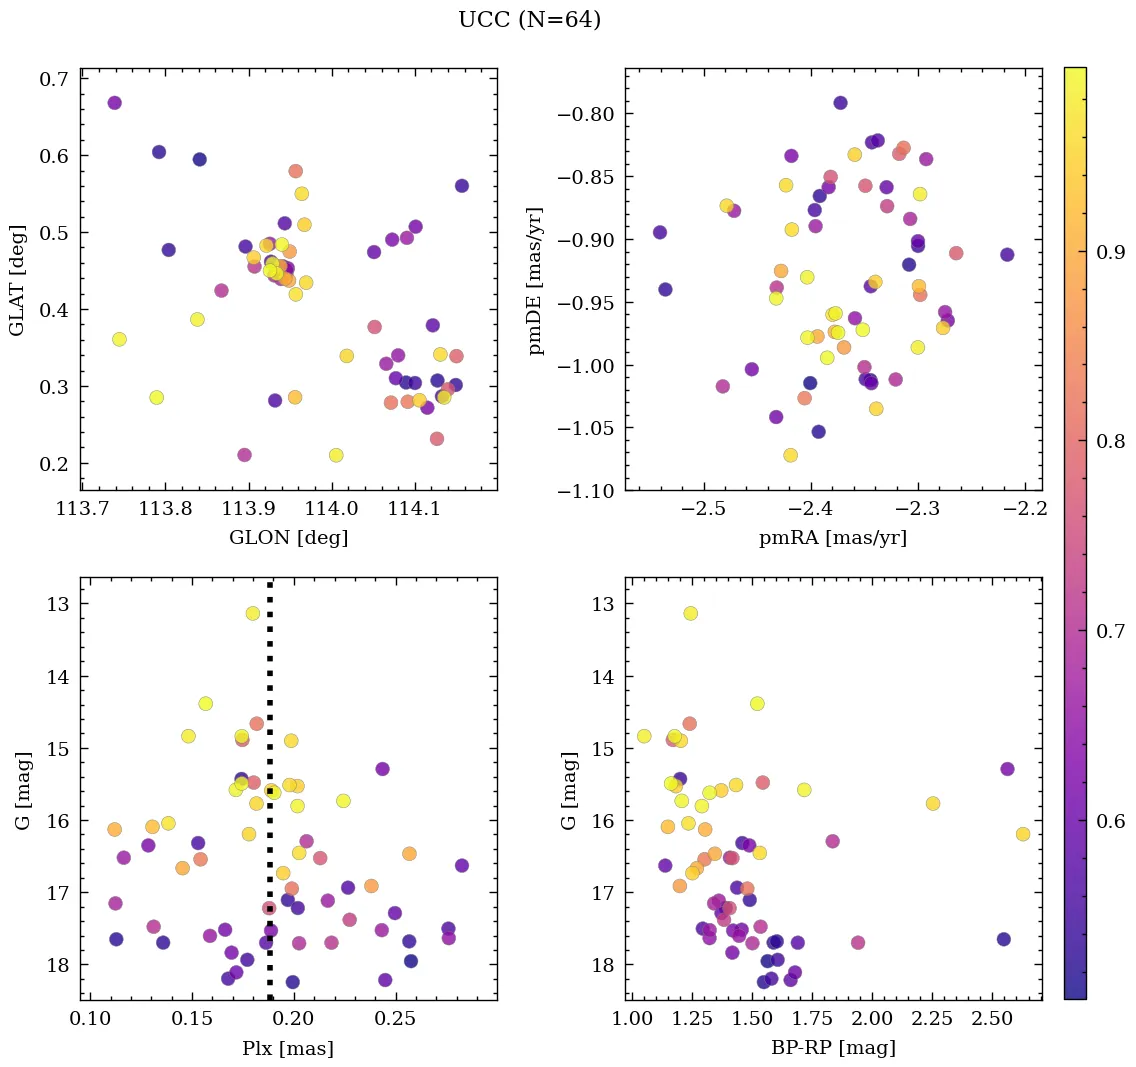 UCC (N=64)
0.7
0.6
0.5
0.4
0.3
0.2
GLAT [deg]
113.7 113.8 113.9 114.0 114.1
GLON [deg]
−0.80
−0.85
−0.90
−0.95
−1.00
−1.05
−1.10
pmDE [mas/yr]
−2.5 −2.4 −2.3 −2.2
pmRA [mas/yr]
13
14
15
16
17
18
G [mag]
0.10 0.15 0.20 0.25
Plx [mas]
13
14
15
16
17
18
G [mag]
1.00 1.25 1.50 1.75 2.00 2.25 2.50
BP-RP [mag]
0.9
0.8
0.7
0.6